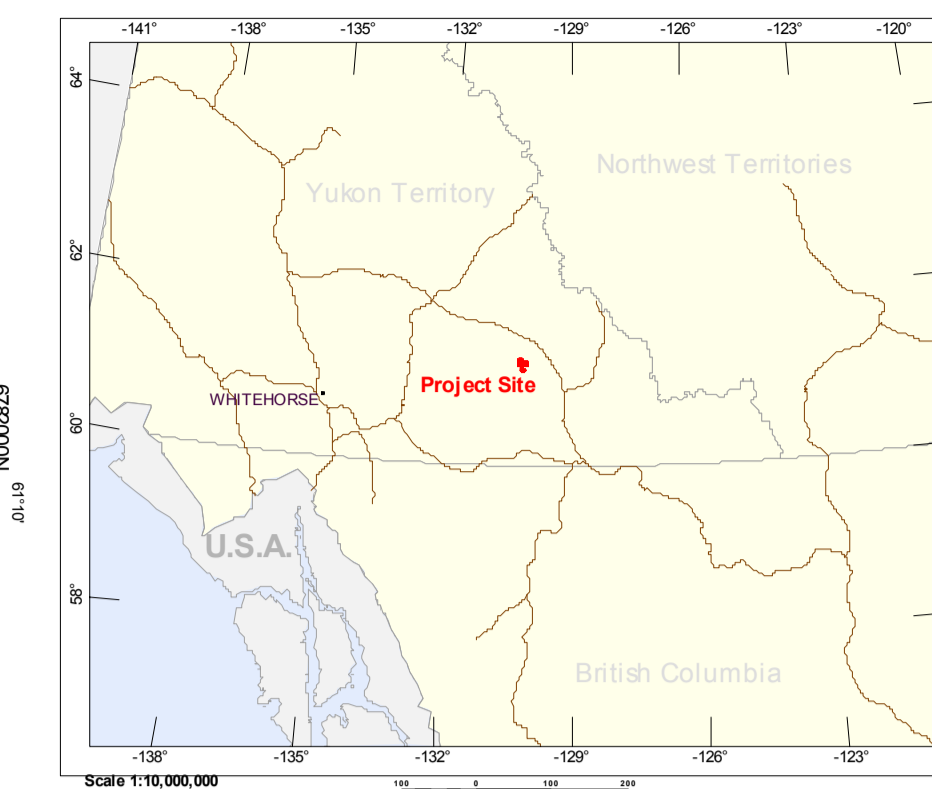 -141° -138° -135° -132° -129° -126° -123° -120°
64°
Northwest Territories
Yukon Territory
62°
Project Site
WHITEHORSE
60°
N0002879
61°10'
U.S.A.
58°
British Columbia
-138° -135° -132° -129° -126° -123°
Scale 1:10,000,000
100 0 100 200